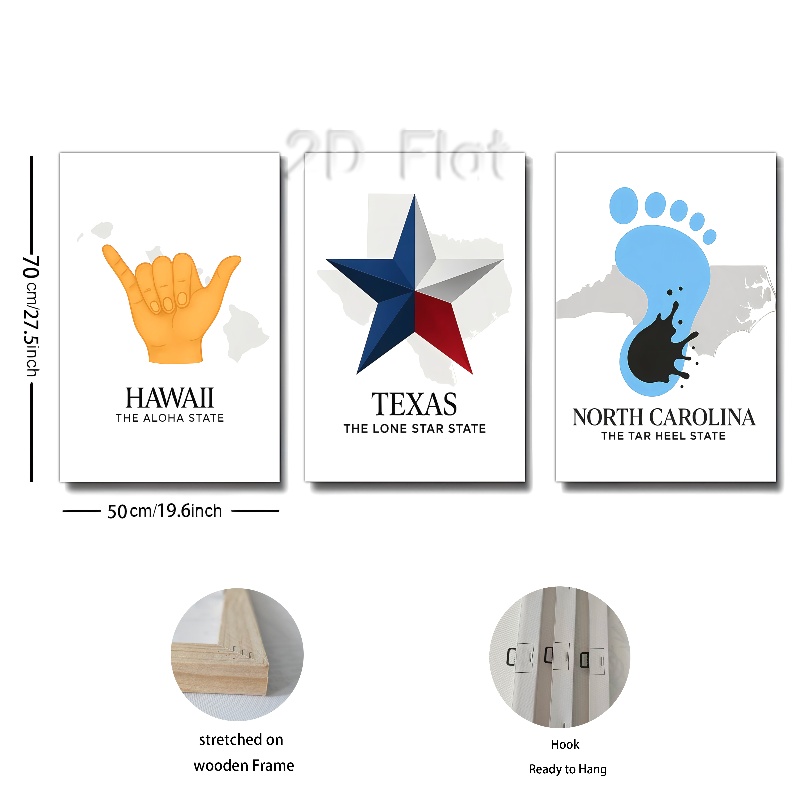 2D Flat
HAWAII
THE ALOHA STATE
TEXAS
THE LONE STAR STATE
NORTH CAROLINA
THE TAR HEEL STATE
70 cm/27.5inch
50cm/19.6inch
stretched on
wooden Frame
Hook
Ready to Hang